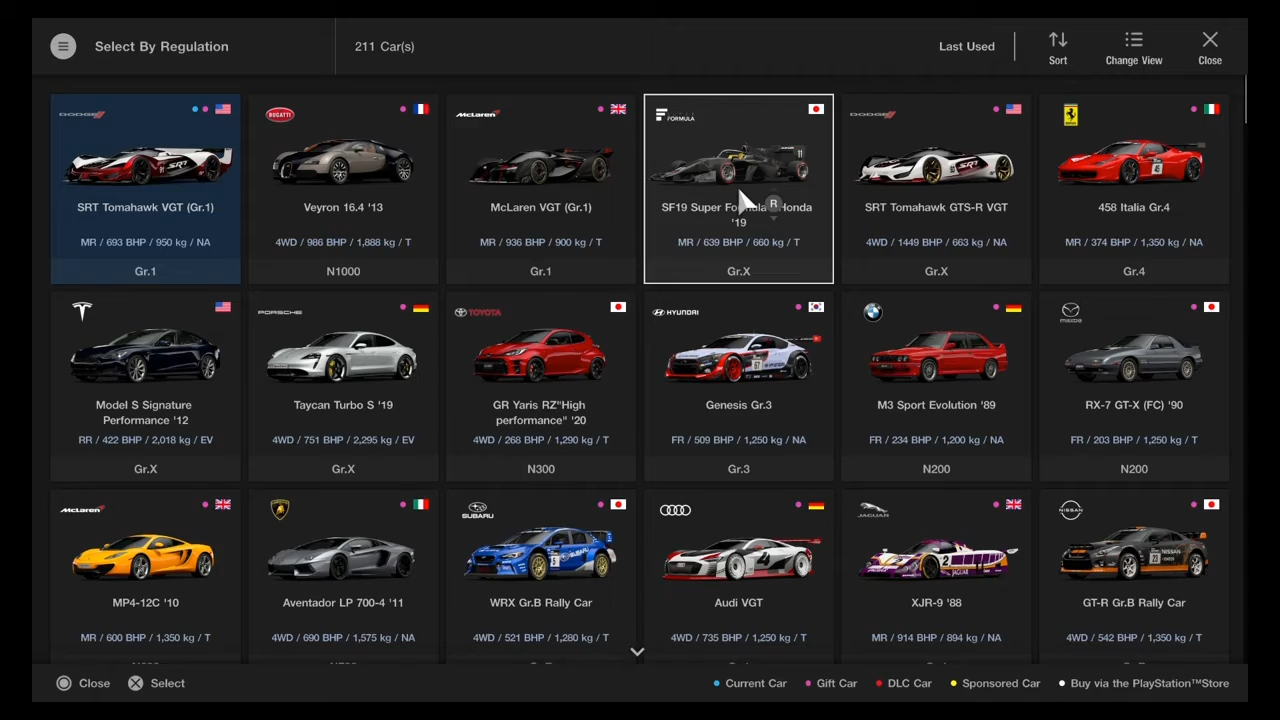 Select By Regulation
211 Car(s)
Last Used
Sort
Change View
Close
DODGE
BUGATTI
McLaren
FORMULA
DODGE
SRT Tomahawk VGT (Gr.1)
MR / 693 BHP / 950 kg / NA
Gr.1
Veyron 16.4 '13
4WD / 986 BHP / 1,888 kg / T
N1000
McLaren VGT (Gr.1)
MR / 936 BHP / 900 kg / T
Gr.1
SF19 Super / Honda
'19
R
MR / 639 BHP / 660 kg / T
Gr.X
SRT Tomahawk GTS-R VGT
4WD / 1449 BHP / 663 kg / NA
Gr.X
458 Italia Gr.4
MR / 374 BHP / 1,350 kg / NA
Gr.4
PORSCHE
TOYOTA
HYUNDAI
Model S Signature
Performance '12
RR / 422 BHP / 2,018 kg / EV
Gr.X
Taycan Turbo S '19
4WD / 751 BHP / 2,295 kg / EV
Gr.X
GR Yaris RZ"High
performance" '20
4WD / 268 BHP / 1,290 kg / T
N300
Genesis Gr.3
FR / 509 BHP / 1,250 kg / NA
Gr.3
M3 Sport Evolution '89
FR / 234 BHP / 1,200 kg / NA
N200
RX-7 GT-X (FC) '90
FR / 203 BHP / 1,250 kg / T
N200
McLaren
SUBARU
JAGUAR
NISSAN
MP4-12C '10
MR / 600 BHP / 1,350 kg / T
Aventador LP 700-4 '11
4WD / 690 BHP / 1,575 kg / NA
WRX Gr.B Rally Car
4WD / 521 BHP / 1,280 kg / T
Audi VGT
4WD / 735 BHP / 1,250 kg / T
XJR-9 '88
MR / 914 BHP / 894 kg / NA
GT-R Gr.B Rally Car
4WD / 542 BHP / 1,350 kg / T
Close
Select
Current Car
Gift Car
DLC Car
Sponsored Car
Buy via the PlayStation™Store